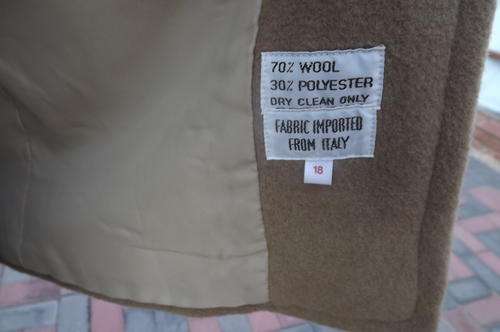 70% WOOL
30% POLYESTER
DRY CLEAN ONLY
FABRIC IMPORTED
FROM ITALY
18